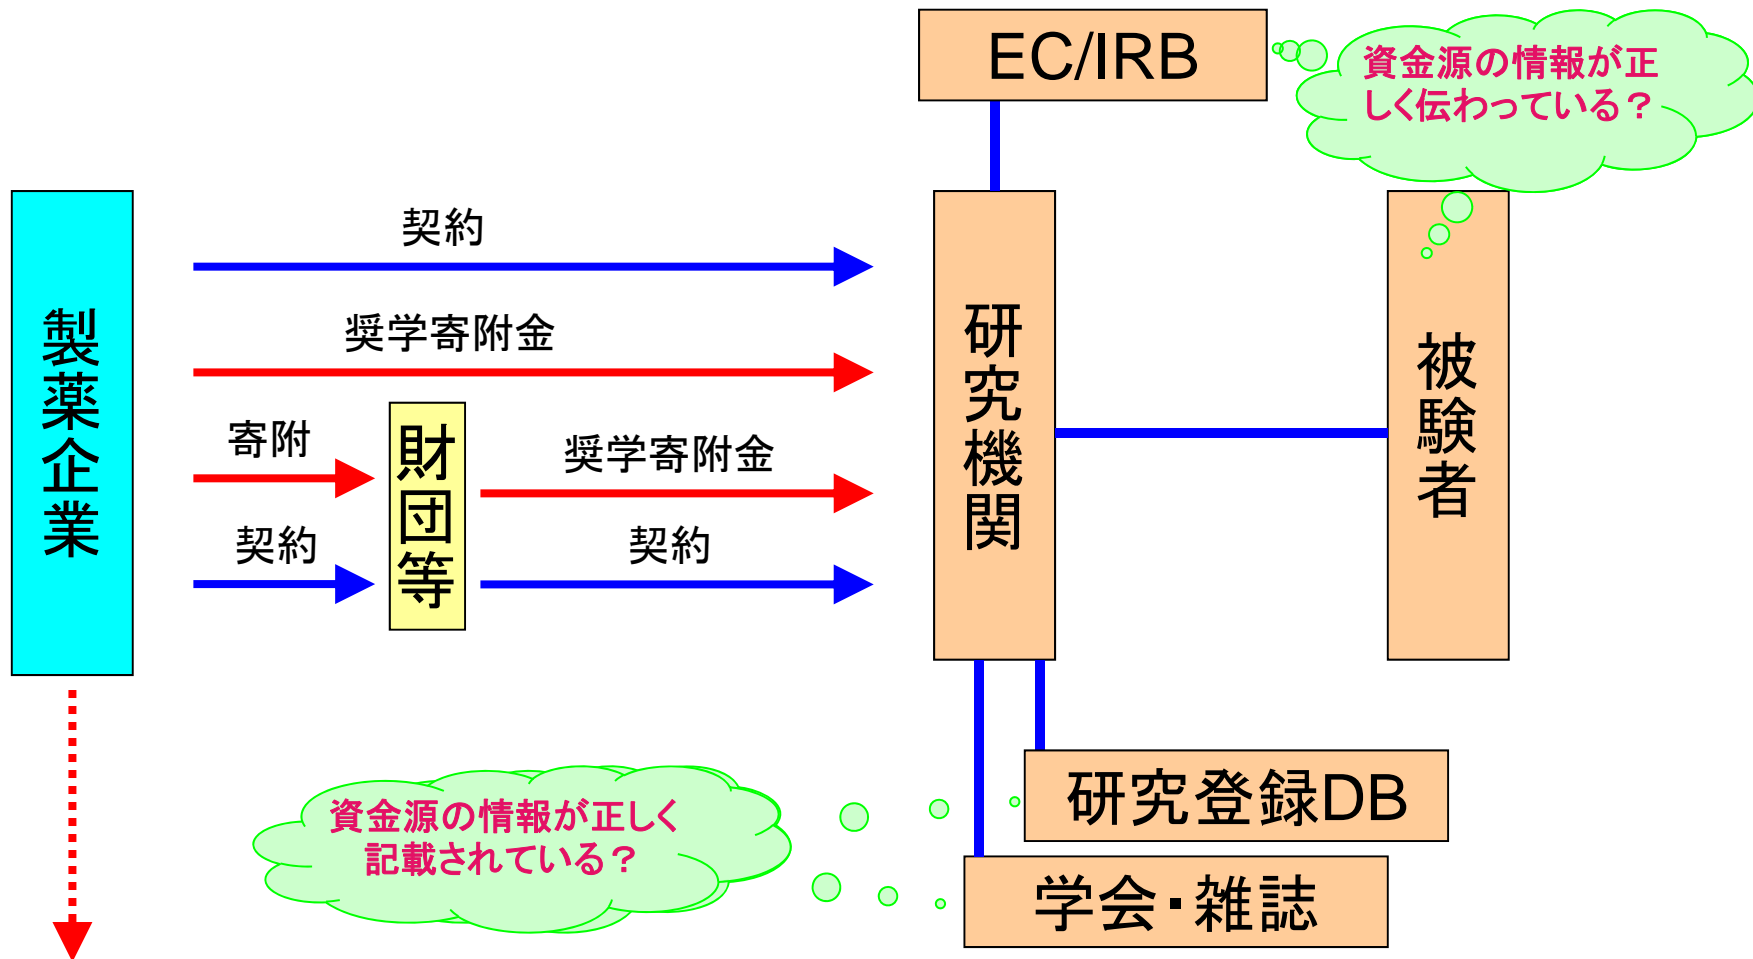 EC/IRB
資金源の情報が正
しく伝わっている？
製薬企業
契約
奨学寄附金
寄附
契約
財団等
奨学寄附金
契約
研究機関
被験者
資金源の情報が正しく
記載されている？
研究登録DB
学会・雑誌